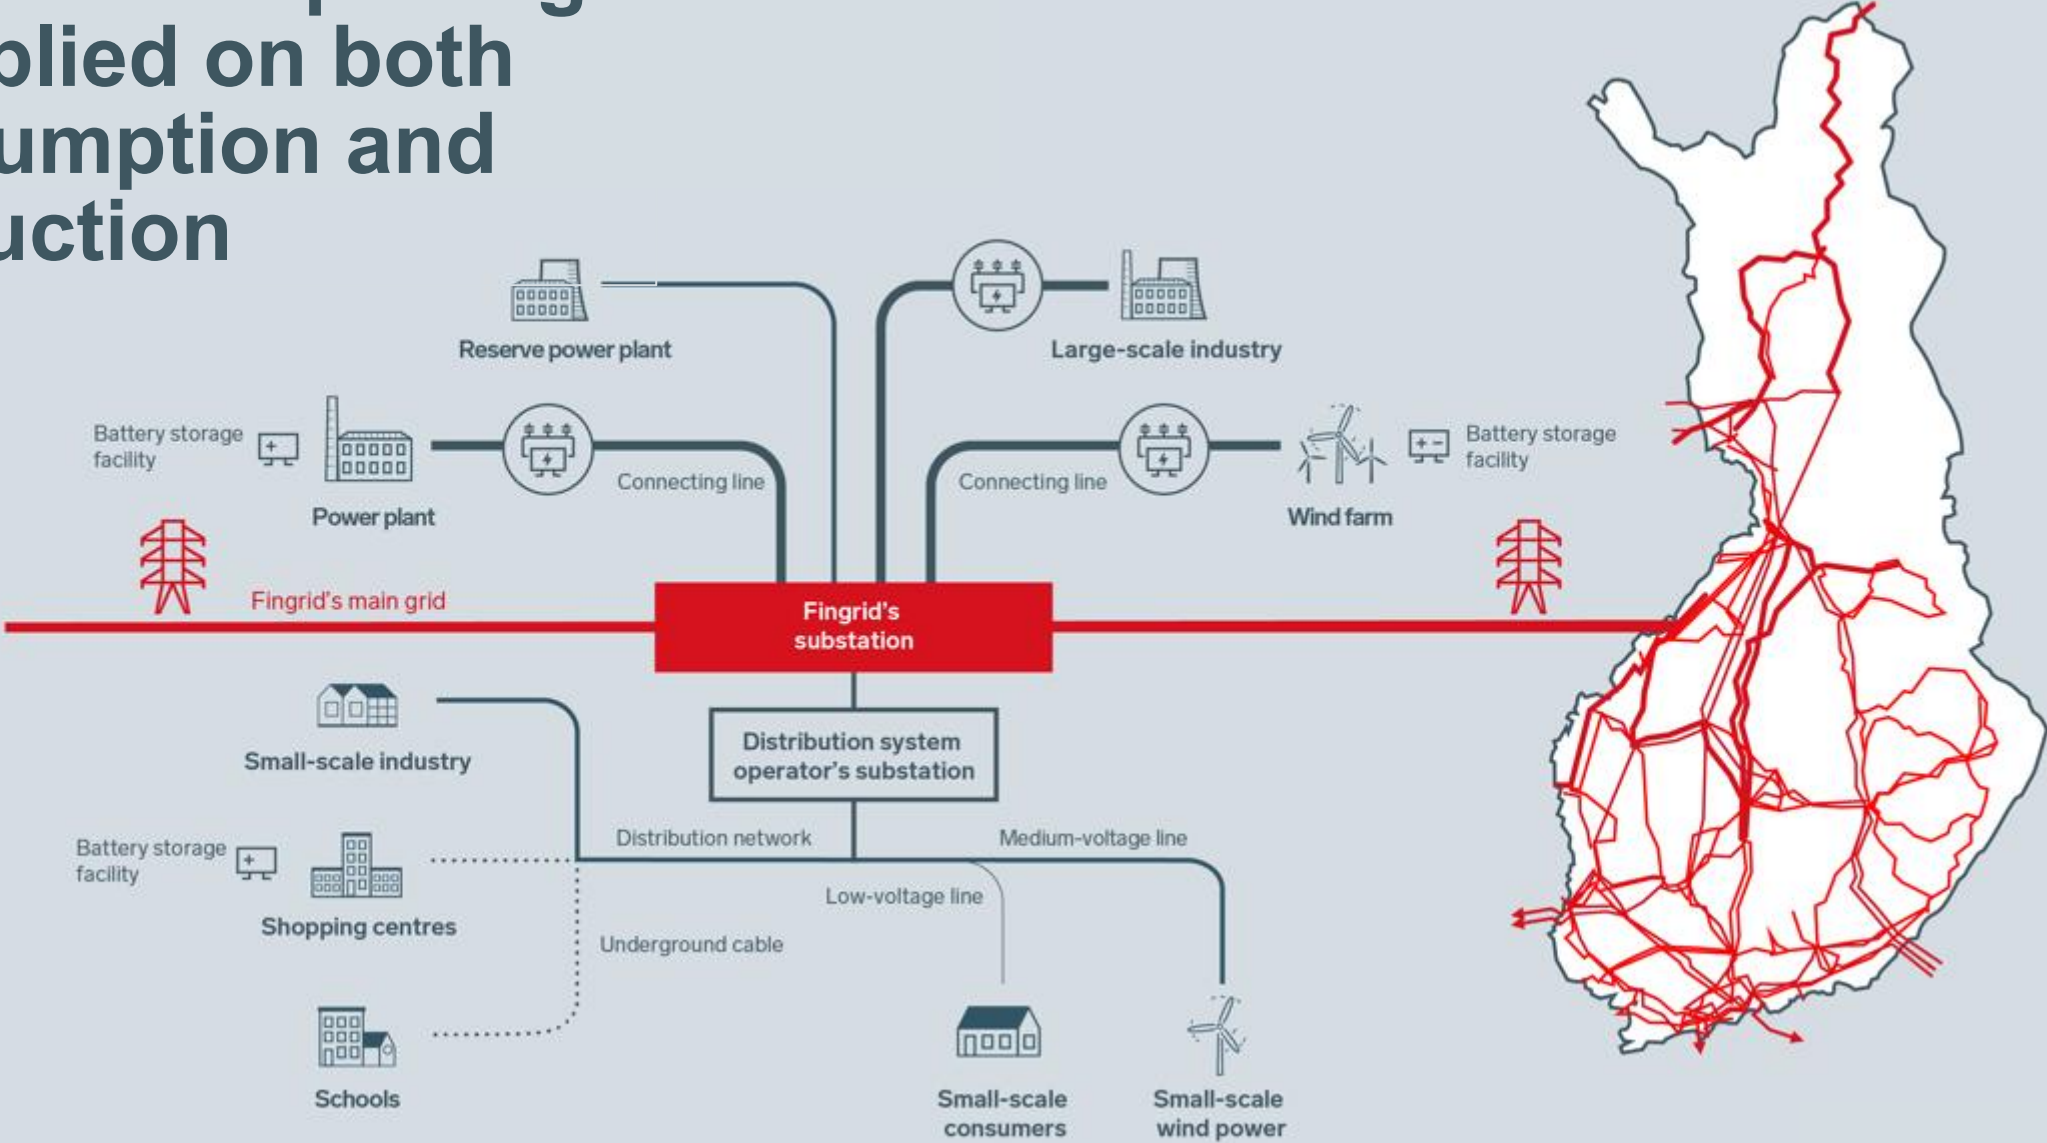 plied on both
umption and
uction
Reserve power plant
Large-scale industry
Battery storage
facility
Power plant
Connecting line
Connecting line
Wind farm
Battery storage
facility
Fingrid's main grid
Fingrid's
substation
Small-scale industry
Distribution system
operator's substation
Battery storage
facility
Shopping centres
Distribution network
Medium-voltage line
Low-voltage line
Underground cable
Schools
Small-scale
consumers
Small-scale
wind power